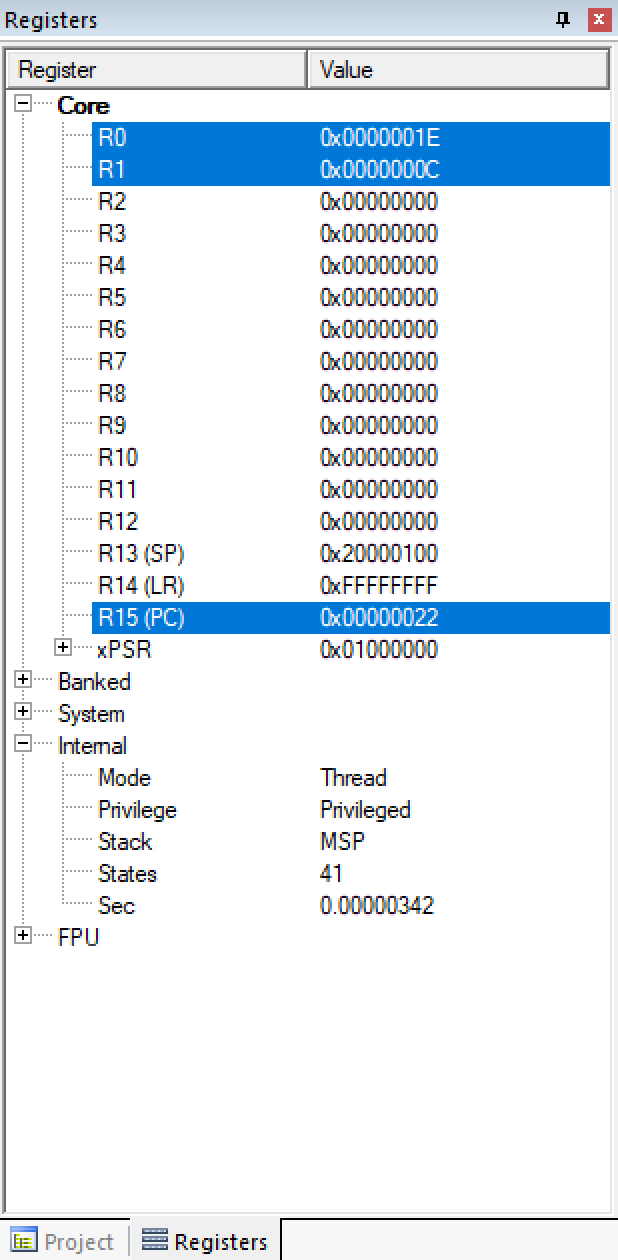 Registers
Register Value
Core
R0 0x0000001E
R1 0x0000000C
R2 0x00000000
R3 0x00000000
R4 0x00000000
R5 0x00000000
R6 0x00000000
R7 0x00000000
R8 0x00000000
R9 0x00000000
R10 0x00000000
R11 0x00000000
R12 0x00000000
R13 (SP) 0x20000100
R14 (LR) 0xFFFFFFFF
R15 (PC) 0x00000022
xPSR 0x01000000
Banked
System
Internal
Mode Thread
Privilege Privileged
Stack MSP
States 41
Sec 0.00000342
FPU
Project Registers